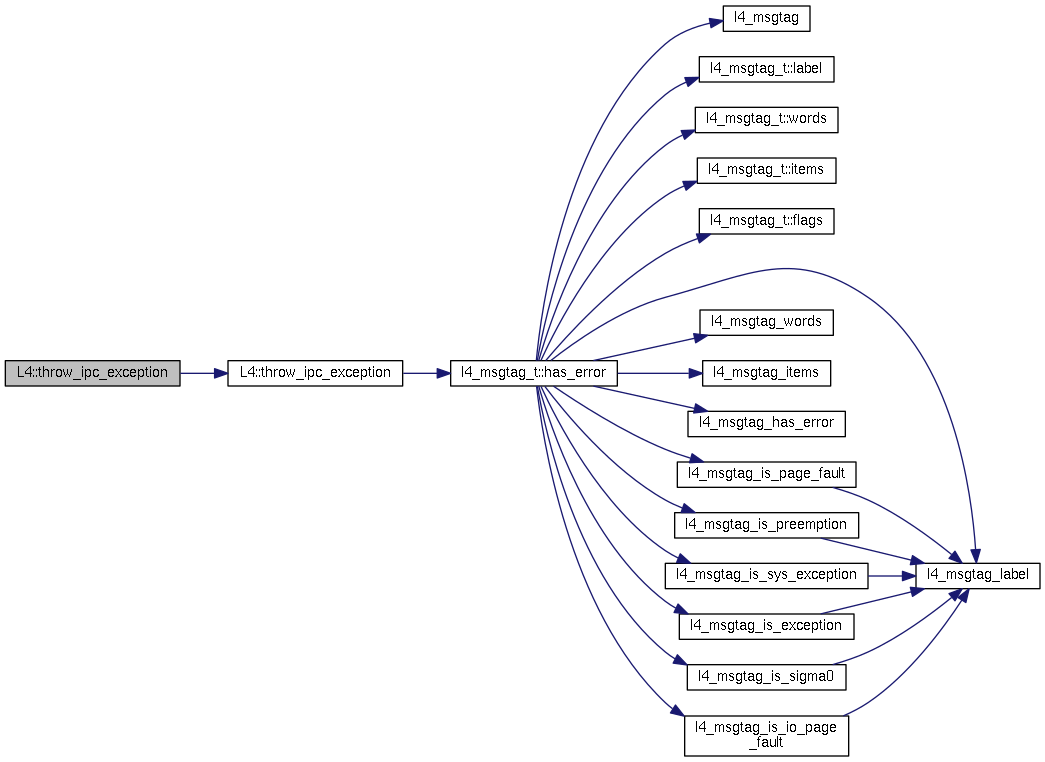 l4_msgtag
l4_msgtag_t::label
l4_msgtag_t::words
l4_msgtag_t::items
l4_msgtag_t::flags
l4_msgtag_words
L4::throw_ipc_exception
L4::throw_ipc_exception
l4_msgtag_t::has_error
l4_msgtag_items
l4_msgtag_has_error
l4_msgtag_is_page_fault
l4_msgtag_is_preemption
l4_msgtag_is_sys_exception
l4_msgtag_label
l4_msgtag_is_exception
l4_msgtag_is_sigma0
l4_msgtag_is_io_page
_fault